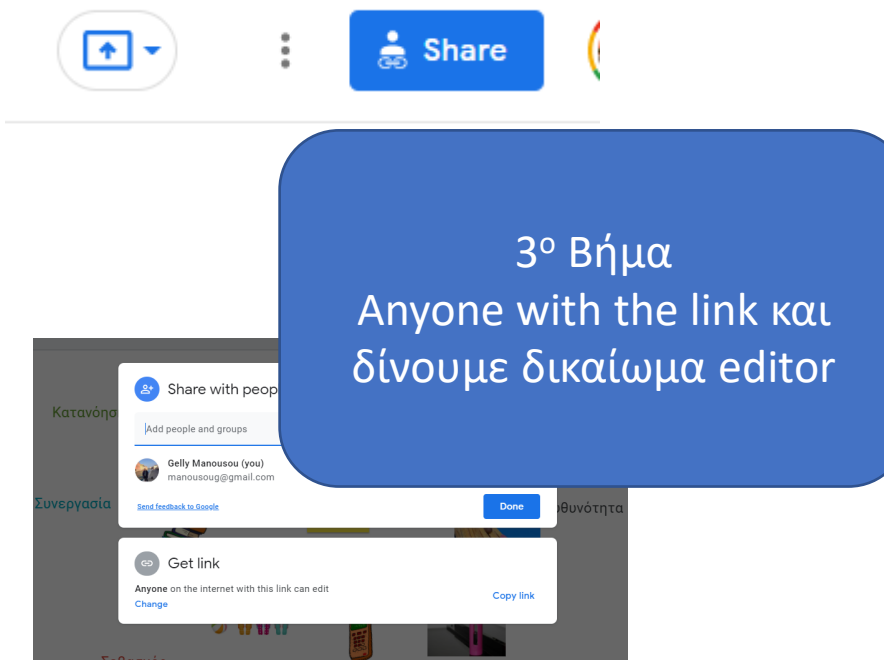 Share
3ο Βήμα
Anyone with the link και
δίνουμε δικαίωμα editor
Share with
Κατανόησ
Add people and groups
Gelly Manousou (you)
manousoug@gmail.com
Συνεργασία
Send feedback to Google
Done
θυνότητα
Get link
Anyone on the internet with this link can edit
Change
Copy link